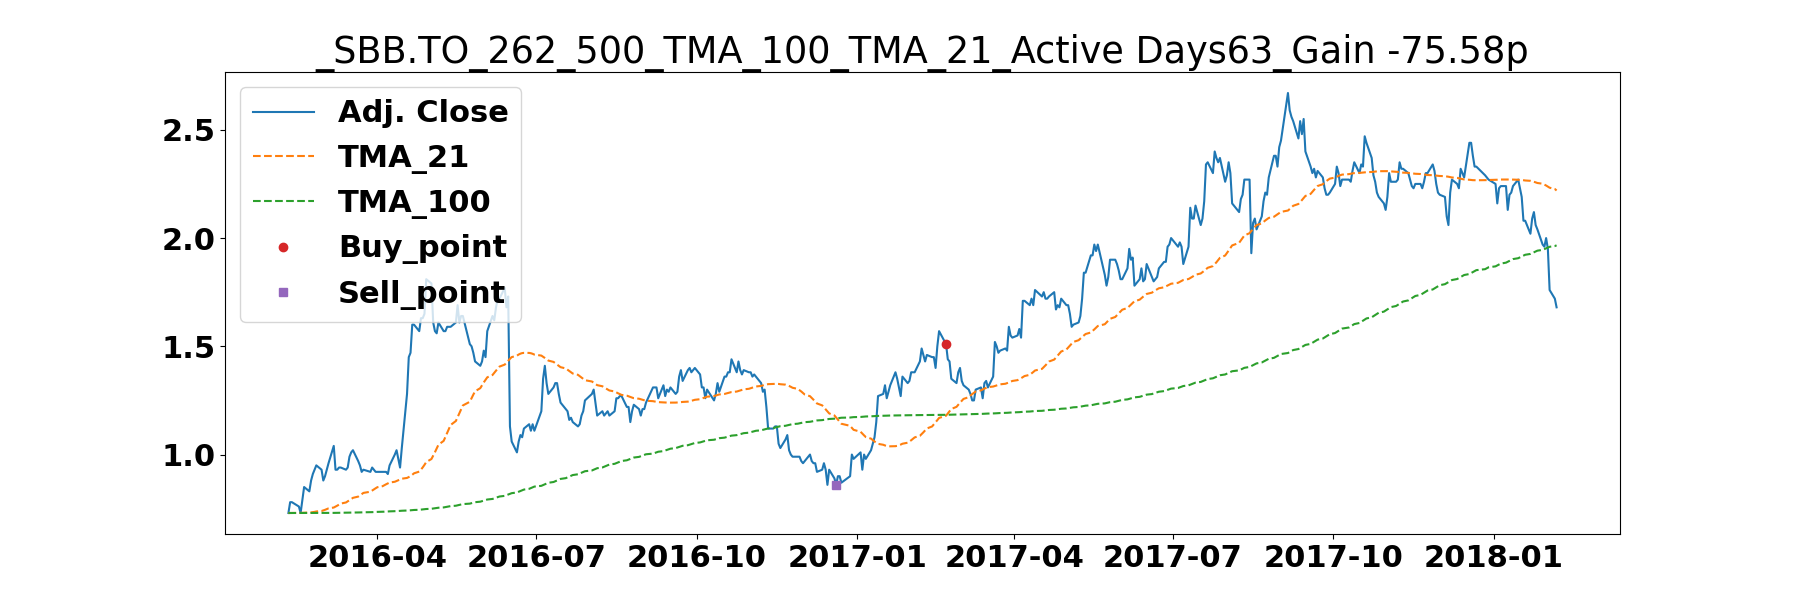 _SBB.TO_262_500_TMA_100_TMA_21_Active Days63_Gain -75.58p
Adj. Close
TMA_21
TMA_100
Buy_point
Sell_point
2.5
2.0
1.5
1.0
2016-04 2016-07 2016-10 2017-01 2017-04 2017-07 2017-10 2018-01